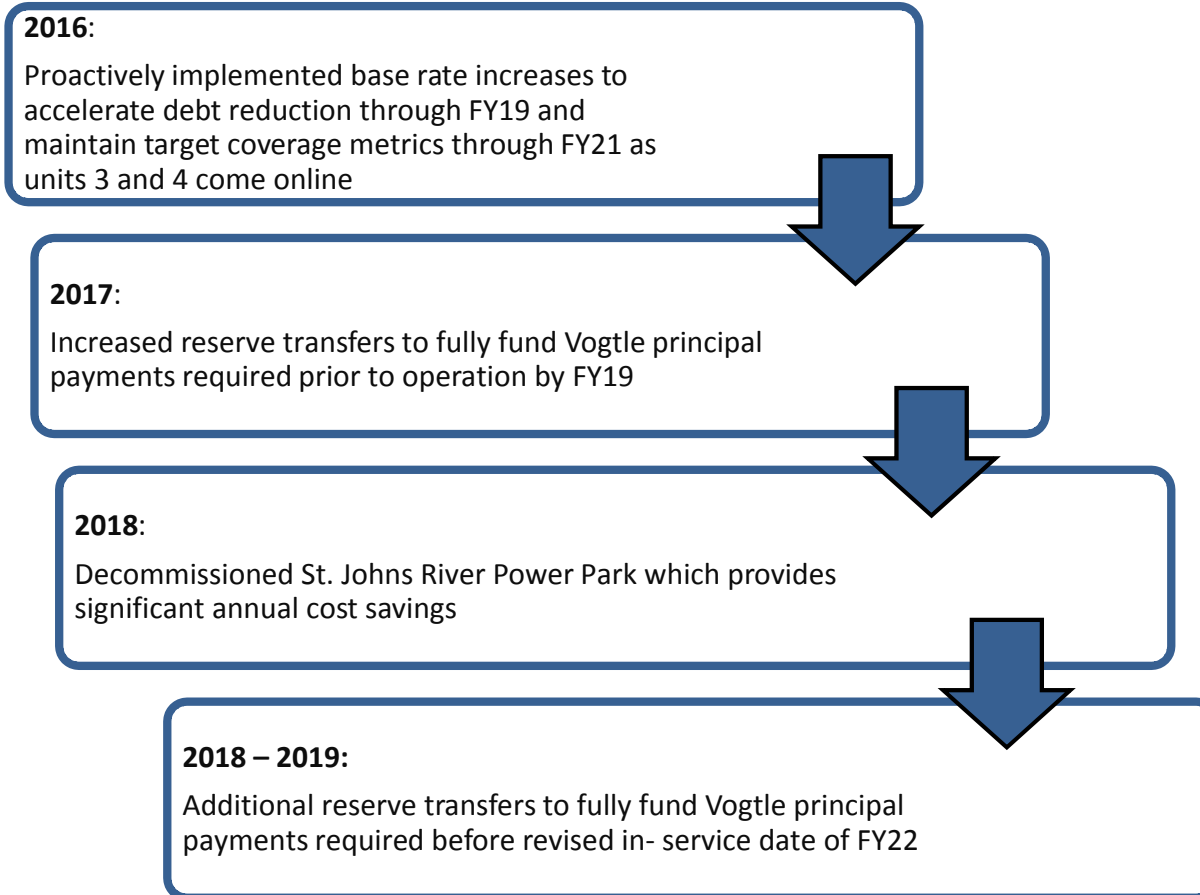 2016:
Proactively implemented base rate increases to
accelerate debt reduction through FY19 and
maintain target coverage metrics through FY21 as
units 3 and 4 come online
2017:
Increased reserve transfers to fully fund Vogtle principal
payments required prior to operation by FY19
2018:
Decommissioned St. Johns River Power Park which provides
significant annual cost savings
2018 – 2019:
Additional reserve transfers to fully fund Vogtle principal
payments required before revised in- service date of FY22